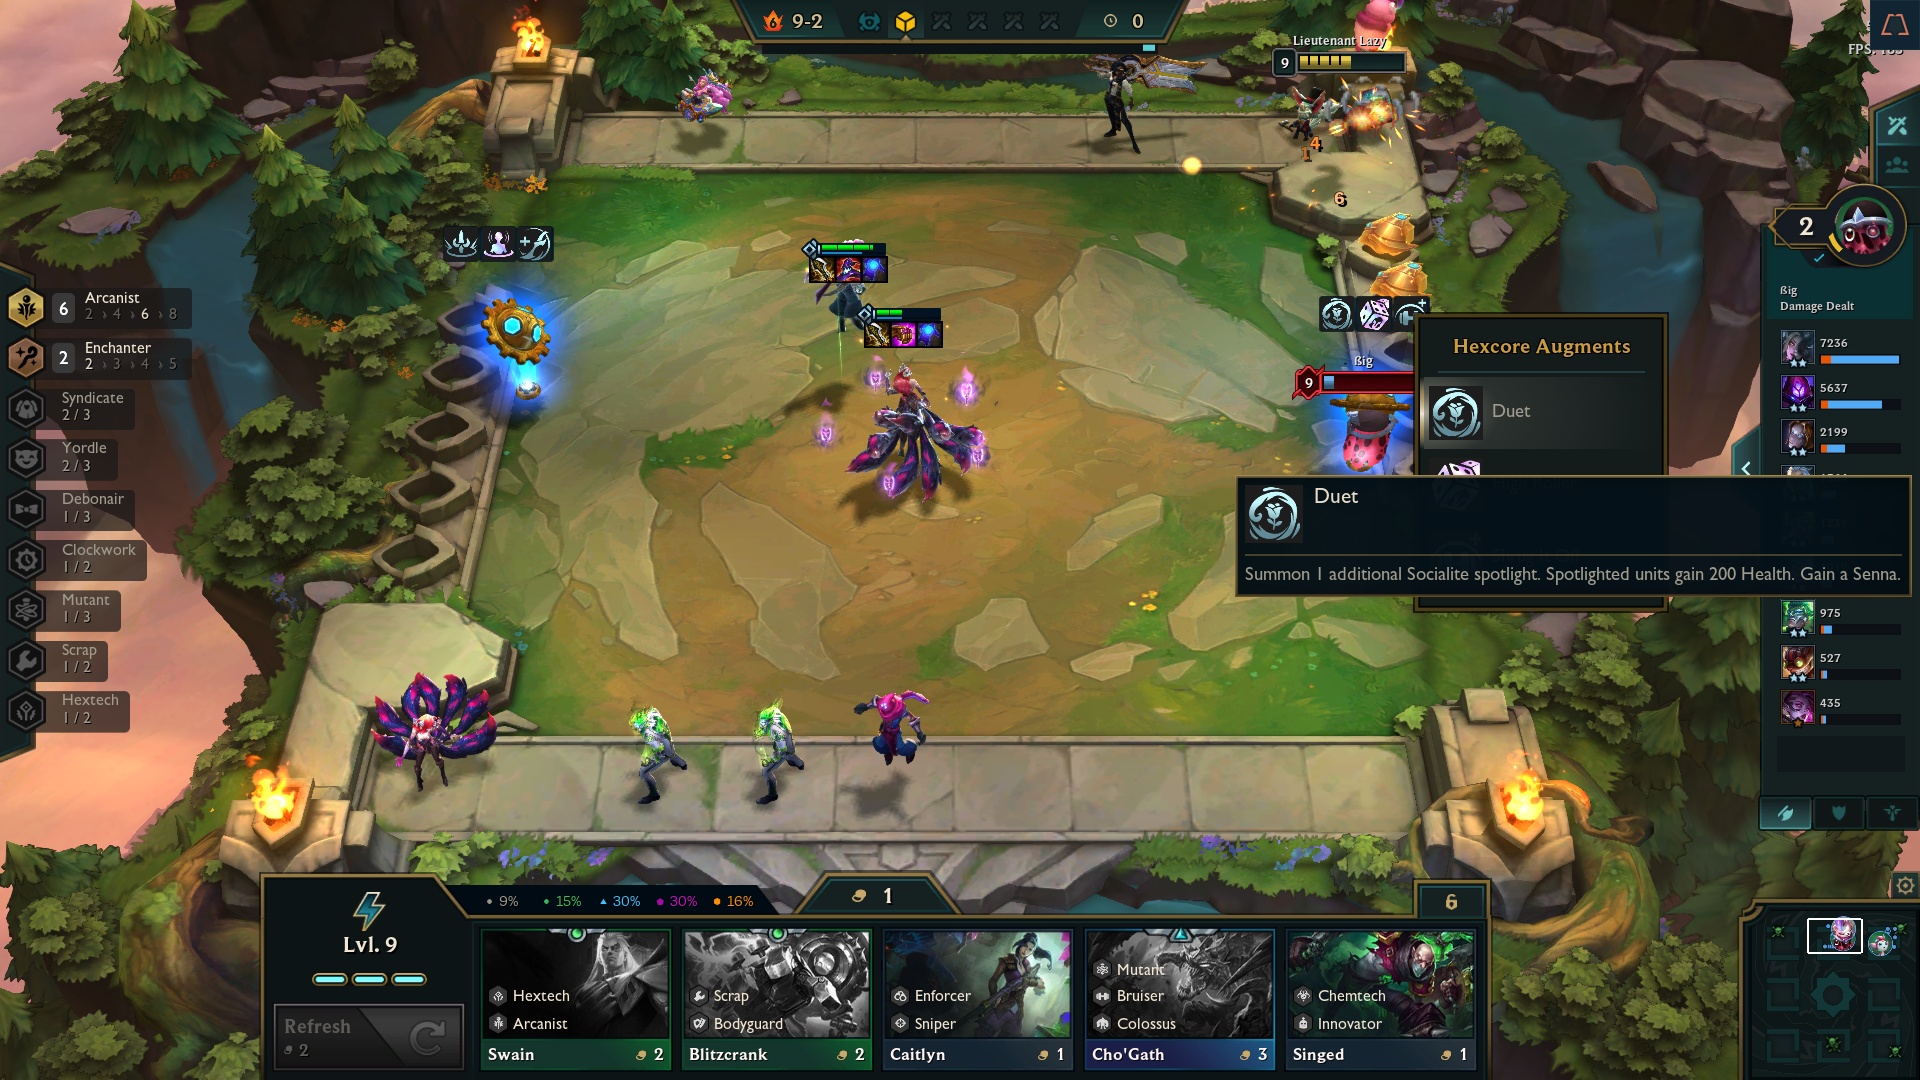 9-2
0
Lieutenant Lazy
9
2
ßig
Damage Dealt
7236
5637
2199
975
527
435
6
Arcanist
2 › 4 › 6 › 8
2
Enchanter
2 › 3 › 4 › 5
Syndicate
2 / 3
Yordle
2 / 3
Debonair
1 / 3
Clockwork
1 / 2
Mutant
1 / 3
Scrap
1 / 2
Hextech
1 / 2
4
1
6
ßig
9
Hexcore Augments
Duet
Duet
Summon 1 additional Socialite spotlight. Spotlighted units gain 200 Health. Gain a Senna.
Lvl. 9
9%
15%
30%
30%
16%
1
6
Refresh
2
Hextech
Arcanist
Swain
2
Scrap
Bodyguard
Blitzcrank
2
Enforcer
Sniper
Caitlyn
1
Mutant
Bruiser
Colossus
Cho'Gath
3
Chemtech
Innovator
Singed
1